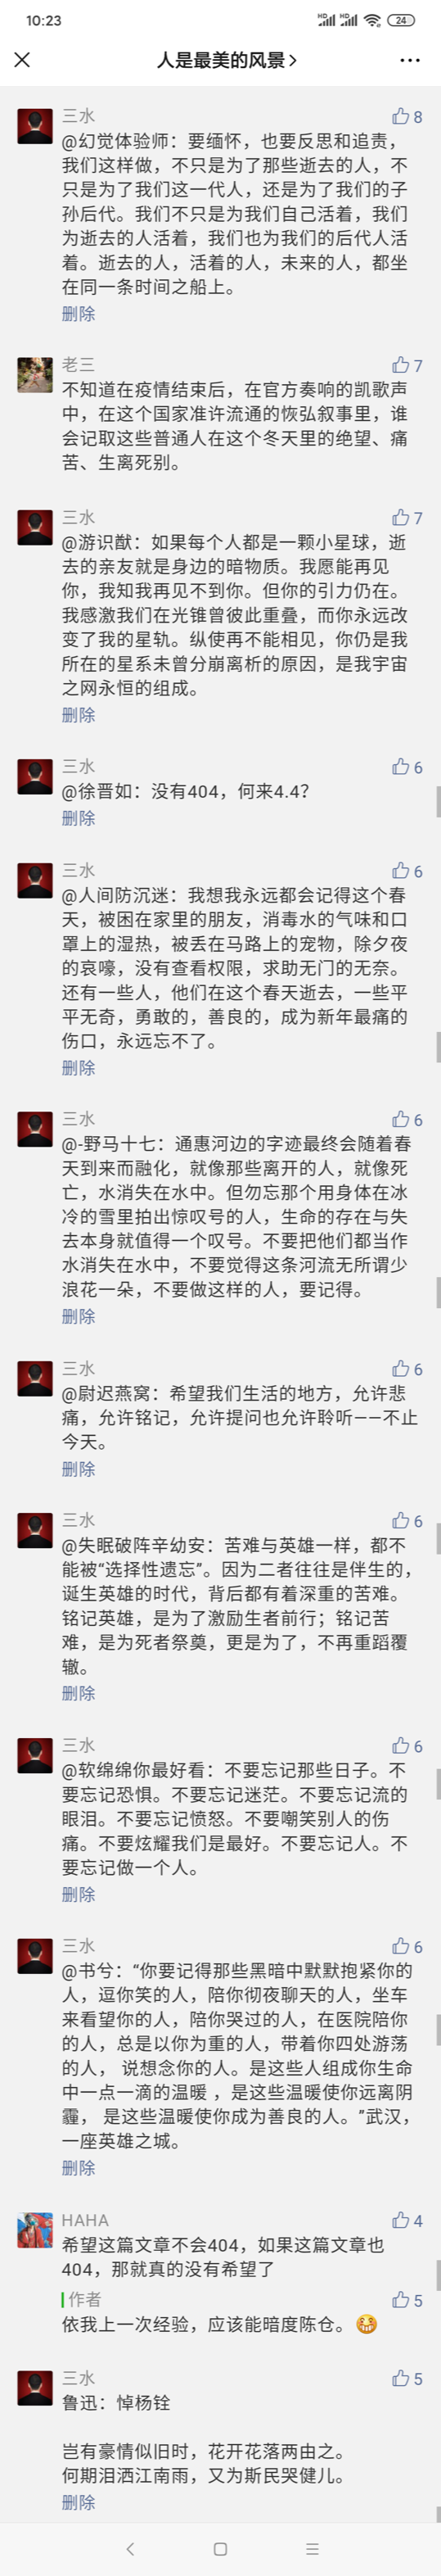 10:23
HD HD 24
人是最美的风景
三水
8
@幻觉体验师：要缅怀，也要反思和追责，
我们这样做，不只是为了那些逝去的人，不
只是为了我们这一代人，还是为了我们的子
孙后代。我们不只是为我们自己活着，我们
为逝去的人活着，我们也为我们的后代人活
着。逝去的人，活着的人，未来的人，都坐
在同一条时间之船上。
删除
老三
7
不知道在疫情结束后，在官方奏响的凯歌声
中，在这个国家准许流通的恢弘叙事里，谁
会记取这些普通人在这个冬天里的绝望、痛
苦、生离死别。
三水
7
@游识猷：如果每个人都是一颗小星球，逝
去的亲友就是身边的暗物质。我愿能再见
你，我知我再见不到你。但你的引力仍在。
我感激我们在光锥曾彼此重叠，而你永远改
变了我的星轨。纵使再不能相见，你仍是我
所在的星系未曾分崩离析的原因，是我宇宙
之网永恒的组成。
删除
三水
6
@徐晋如：没有404，何来4.4？
删除
三水
6
@人间防沉迷：我想我永远都会记得这个春
天，被困在家里的朋友，消毒水的气味和口
罩上的湿热，被丢在马路上的宠物，除夕夜
的哀嚎，没有查看权限，求助无门的无奈。
还有一些人，他们在这个春天逝去，一些平
平无奇，勇敢的，善良的，成为新年最痛的
伤口，永远忘不了。
删除
三水
6
@-野马十七：通惠河边的字迹最终会随着春
天到来而融化，就像那些离开的人，就像死
亡，水消失在水中。但勿忘那个用身体在冰
冷的雪里拍出惊叹号的人，生命的存在与失
去本身就值得一个叹号。不要把他们都当作
水消失在水中，不要觉得这条河流无所谓少
浪花一朵，不要做这样的人，要记得。
删除
三水
6
@尉迟燕窝：希望我们生活的地方，允许悲
痛，允许铭记，允许提问也允许聆听——不止
今天。
删除
三水
6
@失眠破阵辛幼安：苦难与英雄一样，都不
能被“选择性遗忘”。因为二者往往是伴生的，
诞生英雄的时代，背后都有着深重的苦难。
铭记英雄，是为了激励生者前行；铭记苦
难，是为死者祭奠，更是为了，不再重蹈覆
辙。
删除
三水
6
@软绵绵你最好看：不要忘记那些日子。不
要忘记恐惧。不要忘记迷茫。不要忘记流的
眼泪。不要忘记愤怒。不要嘲笑别人的伤
痛。不要炫耀我们是最好。不要忘记人。不
要忘记做一个人。
删除
三水
6
@书兮：“你要记得那些黑暗中默默抱紧你的
人，逗你笑的人，陪你彻夜聊天的人，坐车
来看望你的人，陪你哭过的人，在医院陪你
的人，总是以你为重的人，带着你四处游荡
的人， 说想念你的人。是这些人组成你生命
中一点一滴的温暖 ，是这些温暖使你远离阴
霾， 是这些温暖使你成为善良的人。”武汉，
一座英雄之城。
删除
HAHA
4
希望这篇文章不会404，如果这篇文章也
404，那就真的没有希望了
作者
5
依我上一次经验，应该能暗度陈仓。
三水
5
鲁迅：悼杨铨
岂有豪情似旧时，花开花落两由之。
何期泪洒江南雨，又为斯民哭健儿。
删除